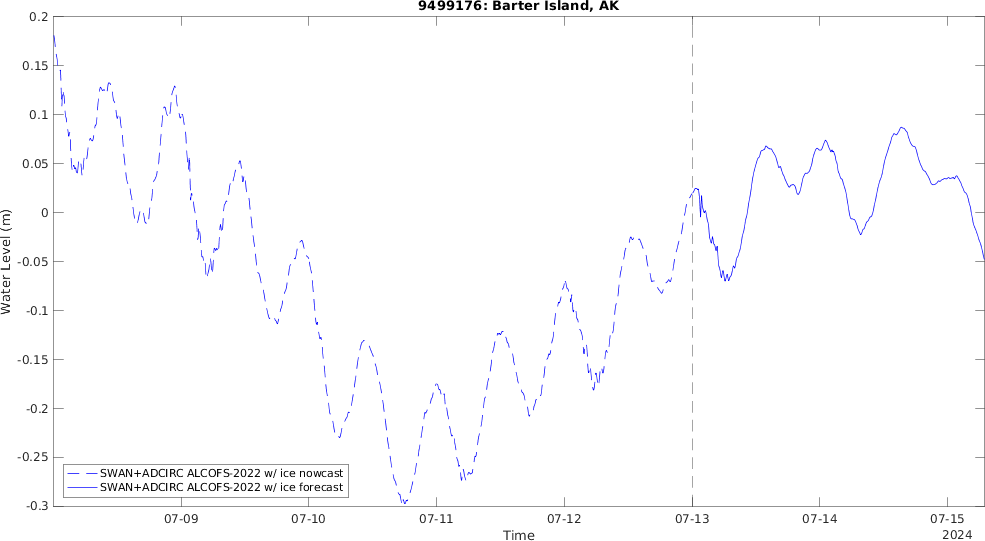 9499176: Barter Island, AK
0.2
0.15
0.1
0.05
0
-0.05
-0.1
-0.15
-0.2
-0.25
-0.3
Water Level (m)
SWAN+ADCIRC ALCOFS-2022 w/ ice nowcast
SWAN+ADCIRC ALCOFS-2022 w/ ice forecast
07-09 07-10 07-11 07-12 07-13 07-14 07-15
Time
2024